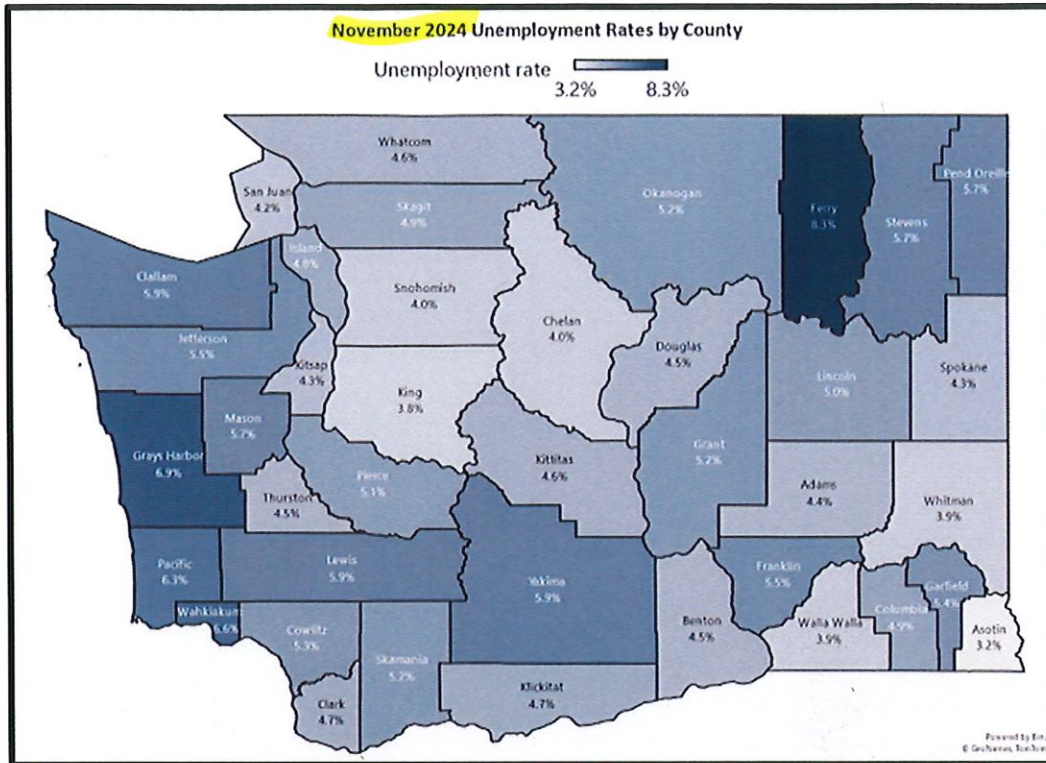 November 2024 Unemployment Rates by County
Unemployment rate
3.2% 8.3%
Whatcom
4.6%
San Juan
4.2%
Skagit
4.9%
Island
4.8%
Okanogan
5.2%
Ferry
8.3%
Stevens
5.7%
Pend Oreille
5.7%
Clallam
5.9%
Snohomish
4.0%
Chelan
4.0%
Jefferson
5.5%
Kitsap
4.3%
King
3.8%
Douglas
4.5%
Lincoln
5.0%
Spokane
4.3%
Mason
5.7%
Grays Harbor
6.9%
Thurston
4.5%
Pierce
5.1%
Kittitas
4.6%
Grant
5.2%
Adams
4.4%
Whitman
3.9%
Pacific
6.3%
Lewis
5.9%
Yakima
5.9%
Franklin
5.5%
Garfield
5.4%
Wahkiakum
6.6%
Cowlitz
5.3%
Skamania
5.2%
Benton
4.5%
Walla Walla
3.9%
Columbia
4.9%
Asotin
3.2%
Clark
4.7%
Klickitat
4.7%
Powered by Bing
© GeoNames, TomTom